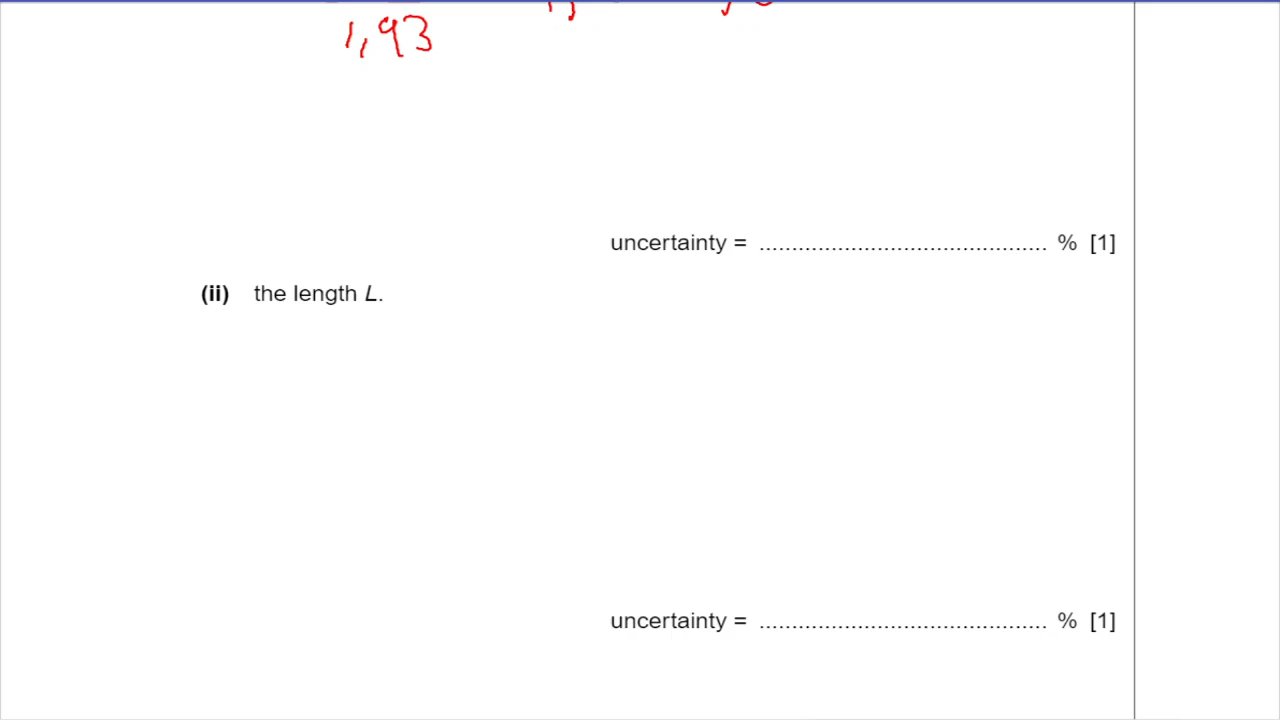 1,93
uncertainty = ............................................ % [1]
(ii) the length L.
uncertainty = ............................................ % [1]